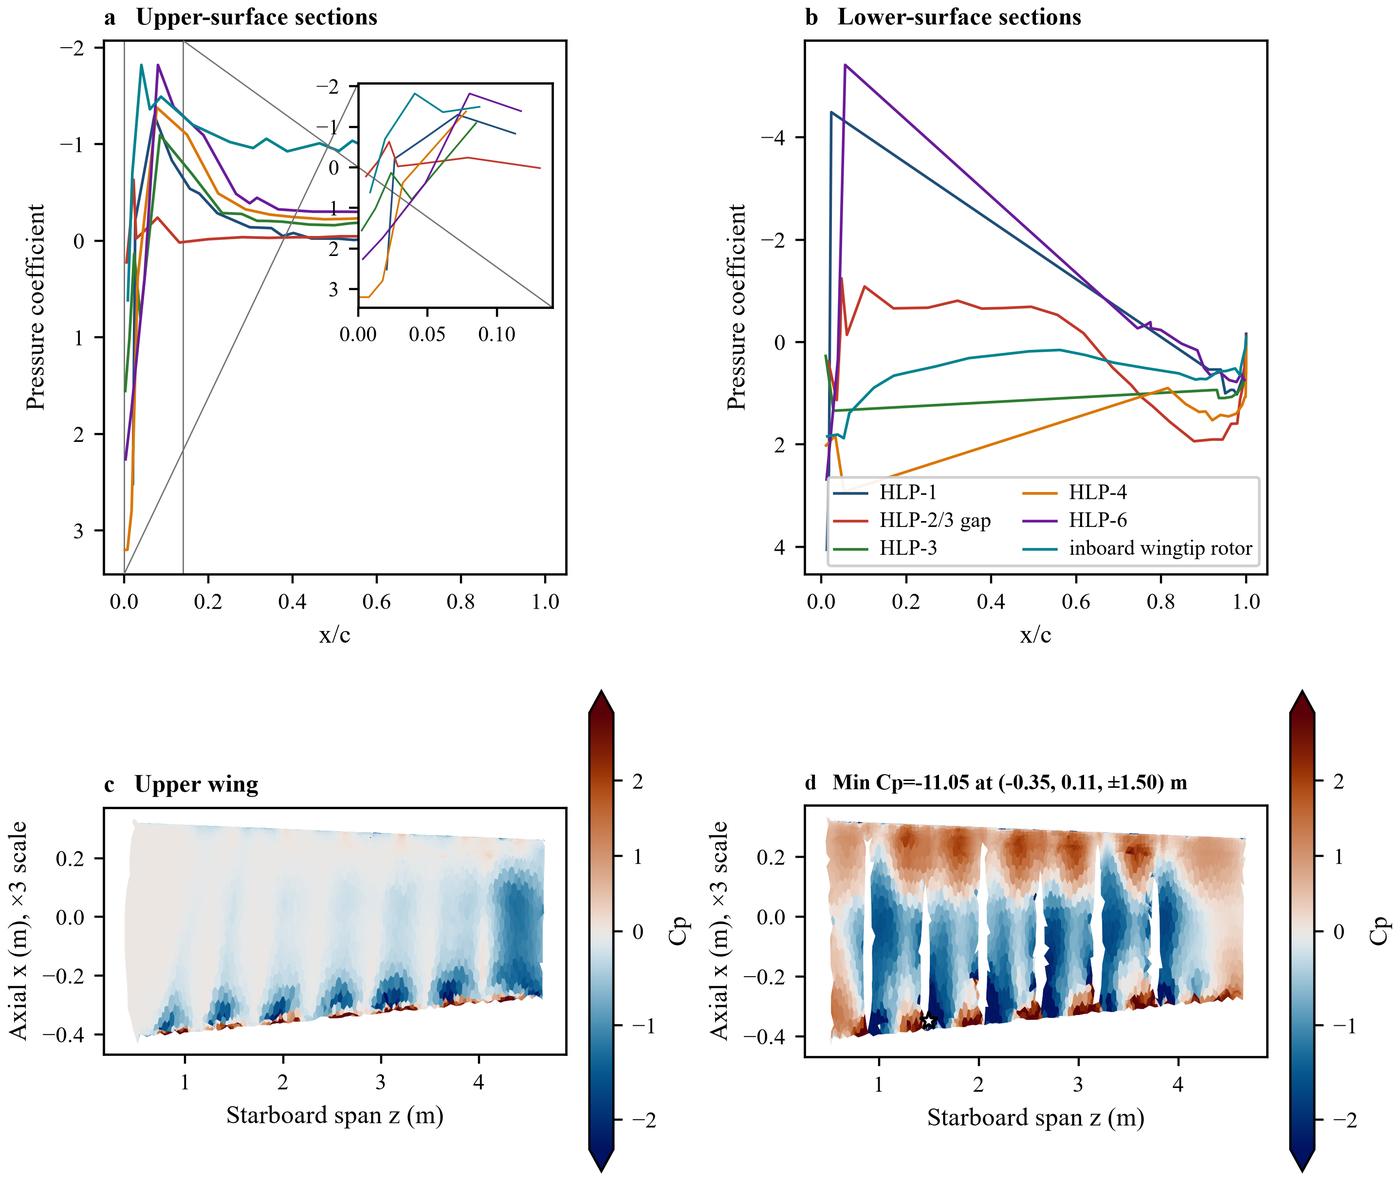 a Upper-surface sections
−2
−1
0
1
2
3
Pressure coefficient
−2
−1
0
1
2
3
0.00 0.05 0.10
0.0 0.2 0.4 0.6 0.8 1.0
x/c
b Lower-surface sections
−4
−2
0
2
4
Pressure coefficient
HLP-1
HLP-2/3 gap
HLP-3
HLP-4
HLP-6
inboard wingtip rotor
0.0 0.2 0.4 0.6 0.8 1.0
x/c
c Upper wing
0.2
0.0
−0.2
−0.4
Axial x (m), ×3 scale
1 2 3 4
Starboard span z (m)
2
1
0
−1
−2
Cp
d Min Cp=-11.05 at (-0.35, 0.11, ±1.50) m
0.2
0.0
−0.2
−0.4
Axial x (m), ×3 scale
1 2 3 4
Starboard span z (m)
2
1
0
−1
−2
Cp